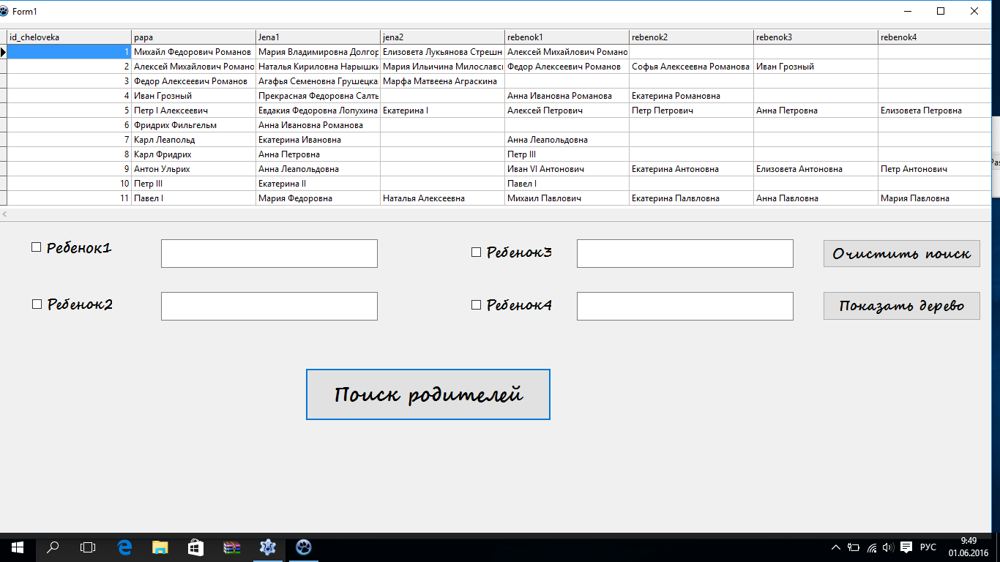 Form1
id_cheloveka papa Jena1 jena2 rebenok1 rebenok2 rebenok3 rebenok4
1 Михайл Федорович Романов Мария Владимировна Долгор Елизовета Лукьянова Стрешн Алексей Михайлович Романо
2 Алексей Михайлович Романо Наталья Кириловна Нарышки Мария Ильичина Милославс Федор Алексеевич Романов Софья Алексеевна Романова Иван Грозный
3 Федор Алексеевич Романов Агафья Семеновна Грушецка Марфа Матвеена Аграскина
4 Иван Грозный Прекрасная Федоровна Салть Анна Ивановна Романова Екатерина Романовна
5 Петр I Алексеевич Евдакия Федоровна Лопухина Екатерина I Алексей Петрович Петр Петрович Анна Петровна Елизовета Петровна
6 Фридрих Фильгельм Анна Ивановна Романова
7 Карл Леапольд Екатерина Ивановна Анна Леапольдовна
8 Карл Фридрих Анна Петровна Петр III
9 Антон Ульрих Анна Леапольдовна Иван VI Антонович Екатерина Антоновна Елизовета Антоновна Петр Антонович
10 Петр III Екатерина II Павел I
11 Павел I Мария Федоровна Наталья Алексеевна Михаил Павлович Екатерина Палвловна Анна Павловна Мария Павловна
Ребенок1 Ребенок3 Очистить поиск
Ребенок2 Ребенок4 Показать дерево
Поиск родителей
РУС 9:49
01.06.2016